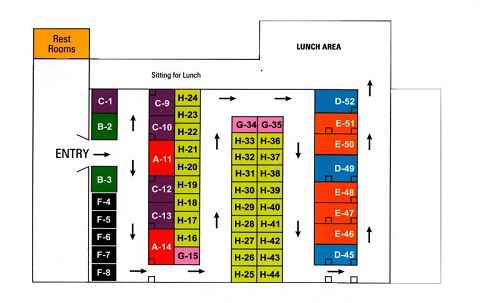 Rest
Rooms
LUNCH AREA
Sitting for Lunch
ENTRY
C-1
B-2
B-3
F-4
F-5
F-6
F-7
F-8
C-9
C-10
A-11
C-12
C-13
A-14
H-24
H-23
H-22
H-21
H-20
H-19
H-18
H-17
H-16
G-15
G-34
G-35
H-33
H-36
H-32
H-37
H-31
H-38
H-30
H-39
H-29
H-40
H-28
H-41
H-27
H-42
H-26
H-43
H-25
H-44
D-52
E-51
E-50
D-49
E-48
E-47
E-46
D-45